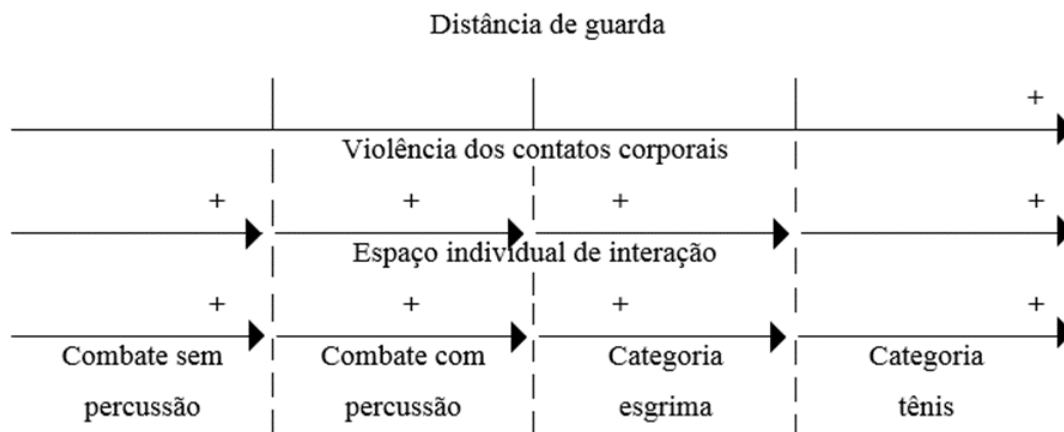 Distância de guarda
+
Violência dos contatos corporais
+ + + +
Espaço individual de interação
+ + + +
Combate sem percussão
Combate com percussão
Categoria esgrima
Categoria tênis